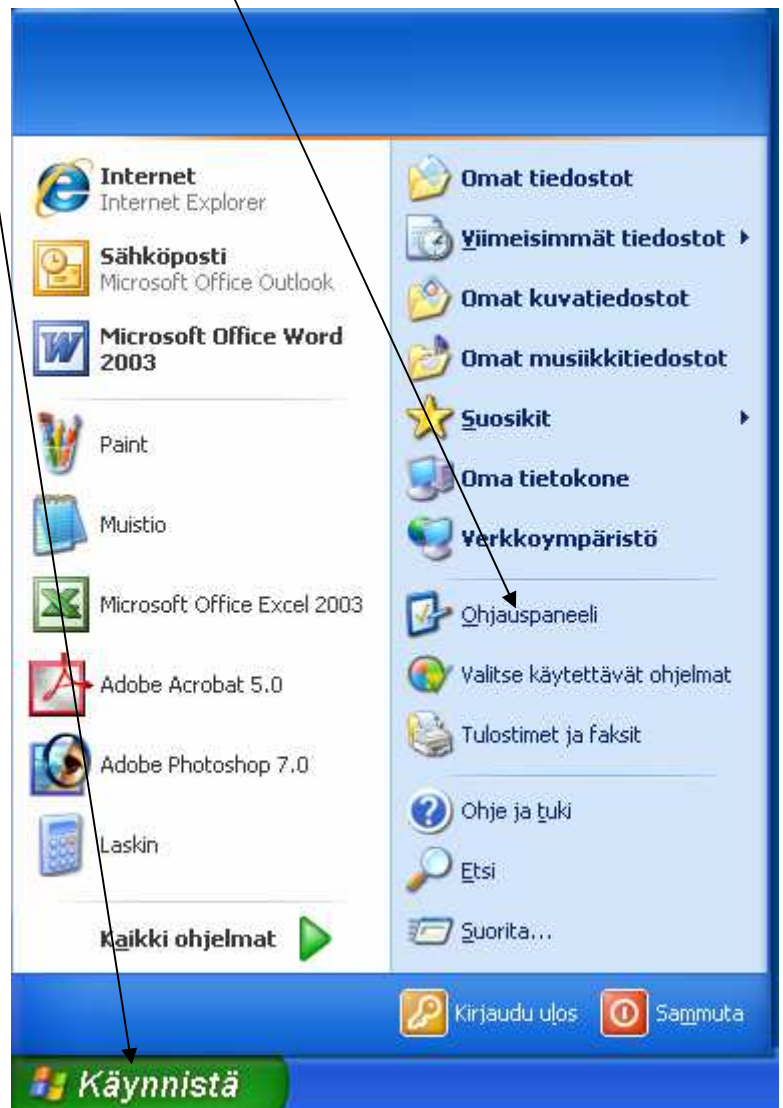 Internet
Internet Explorer
Sähköposti
Microsoft Office Outlook
Microsoft Office Word
2003
Paint
Muistio
Microsoft Office Excel 2003
Adobe Acrobat 5.0
Adobe Photoshop 7.0
Laskin
Kaikki ohjelmat
Omat tiedostot
Viimeisimmät tiedostot
Omat kuvatiedostot
Omat musiikkitiedostot
Suosikit
Oma tietokone
Verkkoympäristö
Ohjauspaneeli
Valitse käytettävät ohjelmat
Tulostimet ja faksit
Ohje ja tuki
Etsi
Suorita...
Kirjaudu ulos
Sammuta
Käynnistä